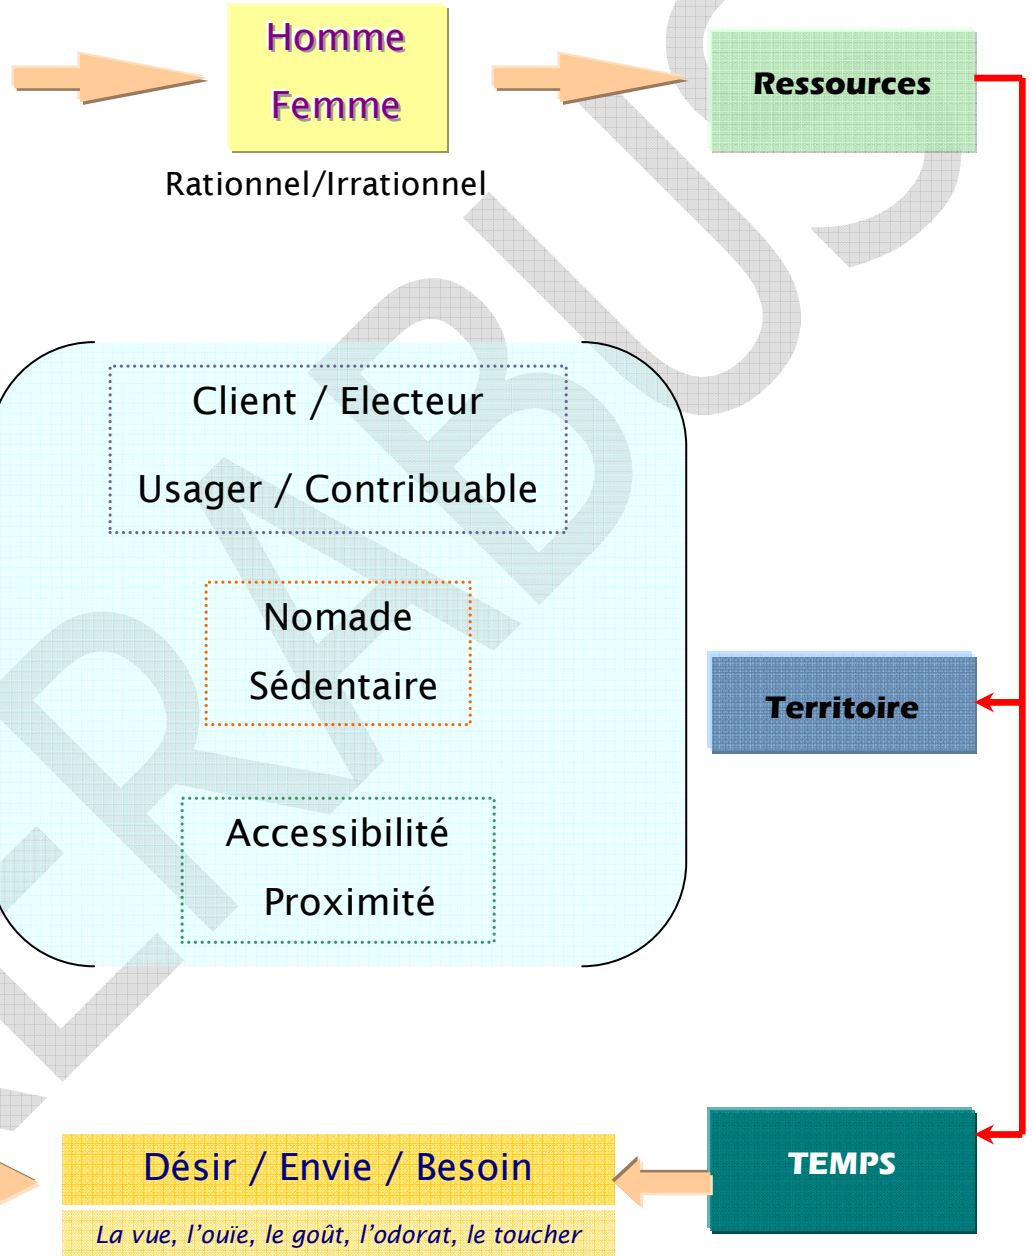 Homme
Femme
Ressources
Rationnel/Irrationnel
Client / Electeur
Usager / Contribuable
Nomade
Sédentaire
Territoire
Accessibilité
Proximité
Désir / Envie / Besoin
TEMPS
La vue, l'ouïe, le goût, l'odorat, le toucher